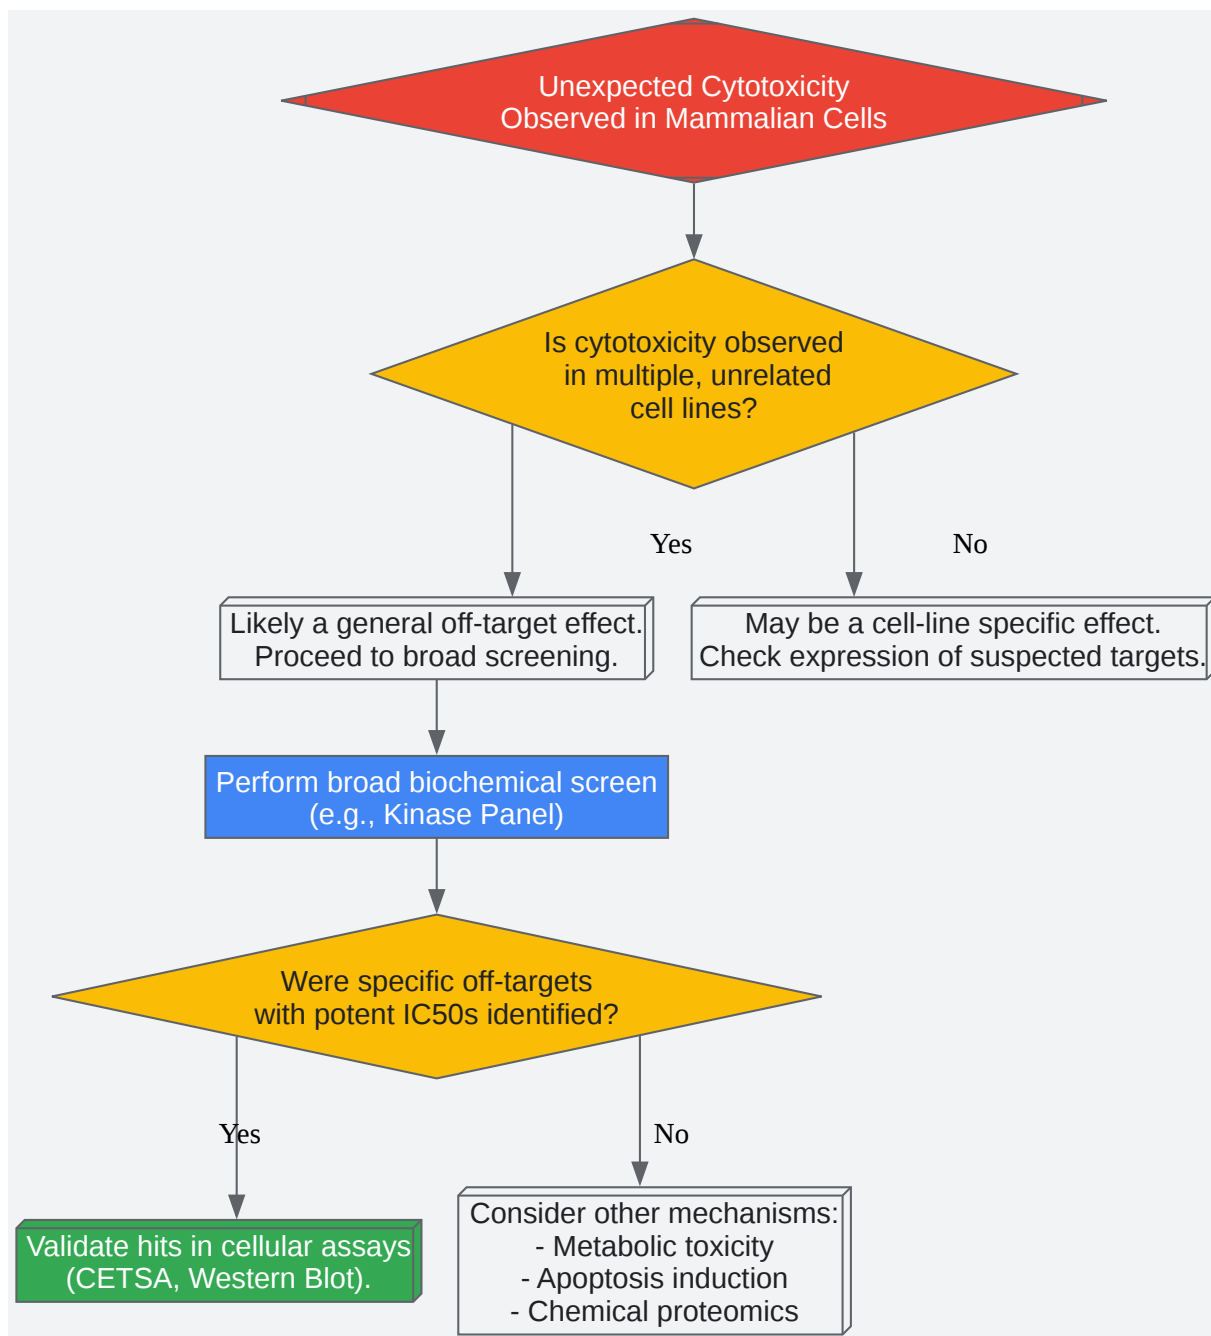 Unexpected Cytotoxicity
Observed in Mammalian Cells
Is cytotoxicity observed
in multiple, unrelated
cell lines?
Yes
No
Likely a general off-target effect.
Proceed to broad screening.
May be a cell-line specific effect.
Check expression of suspected targets.
Perform broad biochemical screen
(e.g., Kinase Panel)
Were specific off-targets
with potent IC50s identified?
Yes
No
Validate hits in cellular assays
(CETSA, Western Blot).
Consider other mechanisms:
- Metabolic toxicity
- Apoptosis induction
- Chemical proteomics